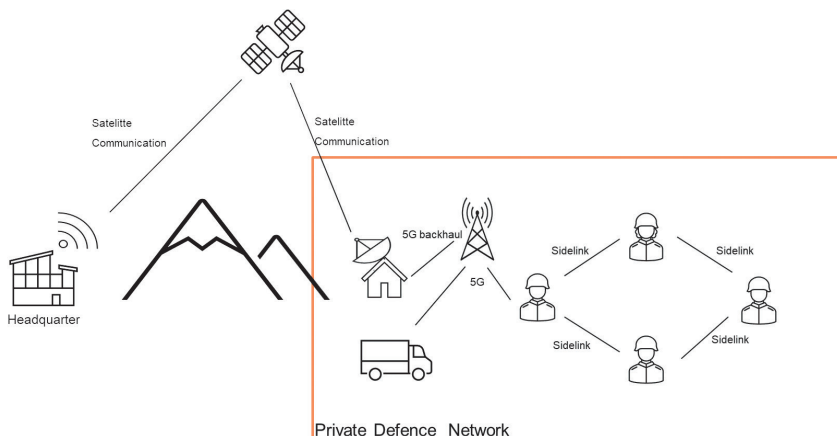 Satelitte
Communication
Satelitte
Communication
5G backhaul
Sidelink
Sidelink
5G
Headquarter
Sidelink
Sidelink
Private Defence Network